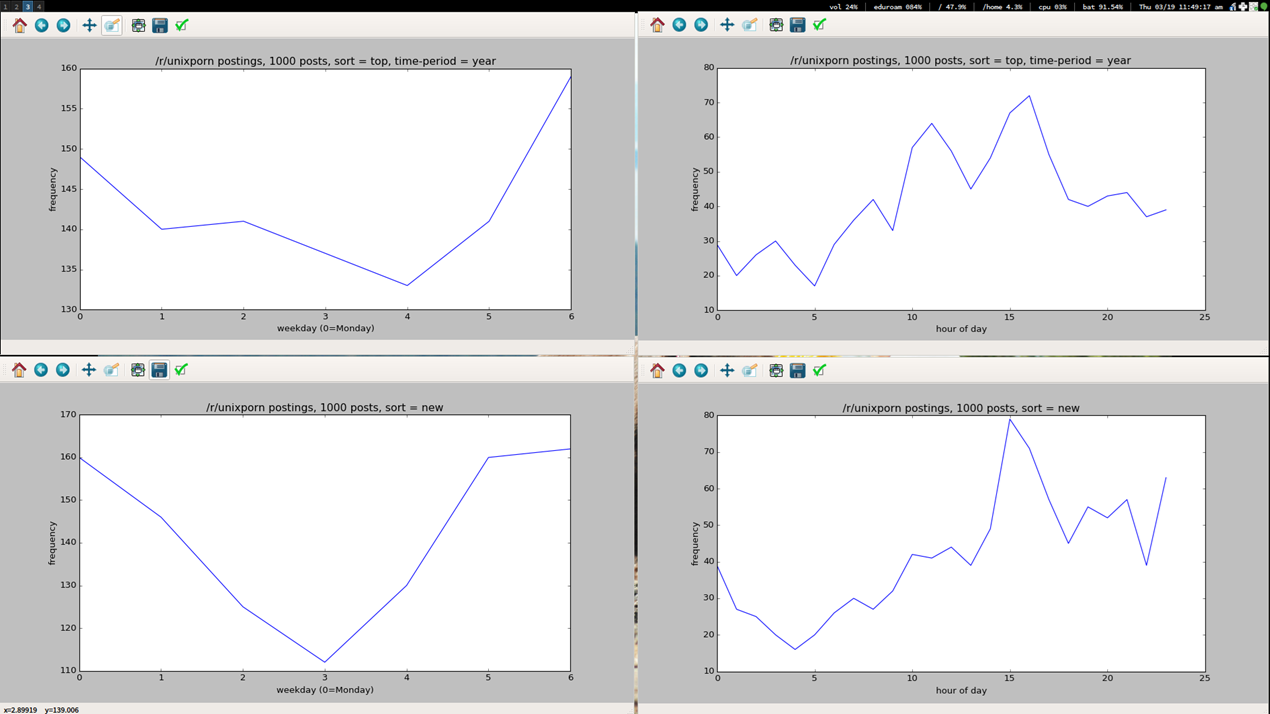 1 2 3 4 vol 24% eduroam 084% / 47.9% /home 4.3% cpu 03% bat 91.54% Thu 03/19 11:49:17 am
/r/unixporn postings, 1000 posts, sort = top, time-period = year
160
155
150
145
140
135
130
frequency
0 1 2 3 4 5 6
weekday (0=Monday)
/r/unixporn postings, 1000 posts, sort = top, time-period = year
80
70
60
50
40
30
20
10
frequency
0 5 10 15 20 25
hour of day
/r/unixporn postings, 1000 posts, sort = new
170
160
150
140
130
120
110
frequency
0 1 2 3 4 5 6
weekday (0=Monday)
x=2.89919 y=139.006
/r/unixporn postings, 1000 posts, sort = new
80
70
60
50
40
30
20
10
frequency
0 5 10 15 20 25
hour of day